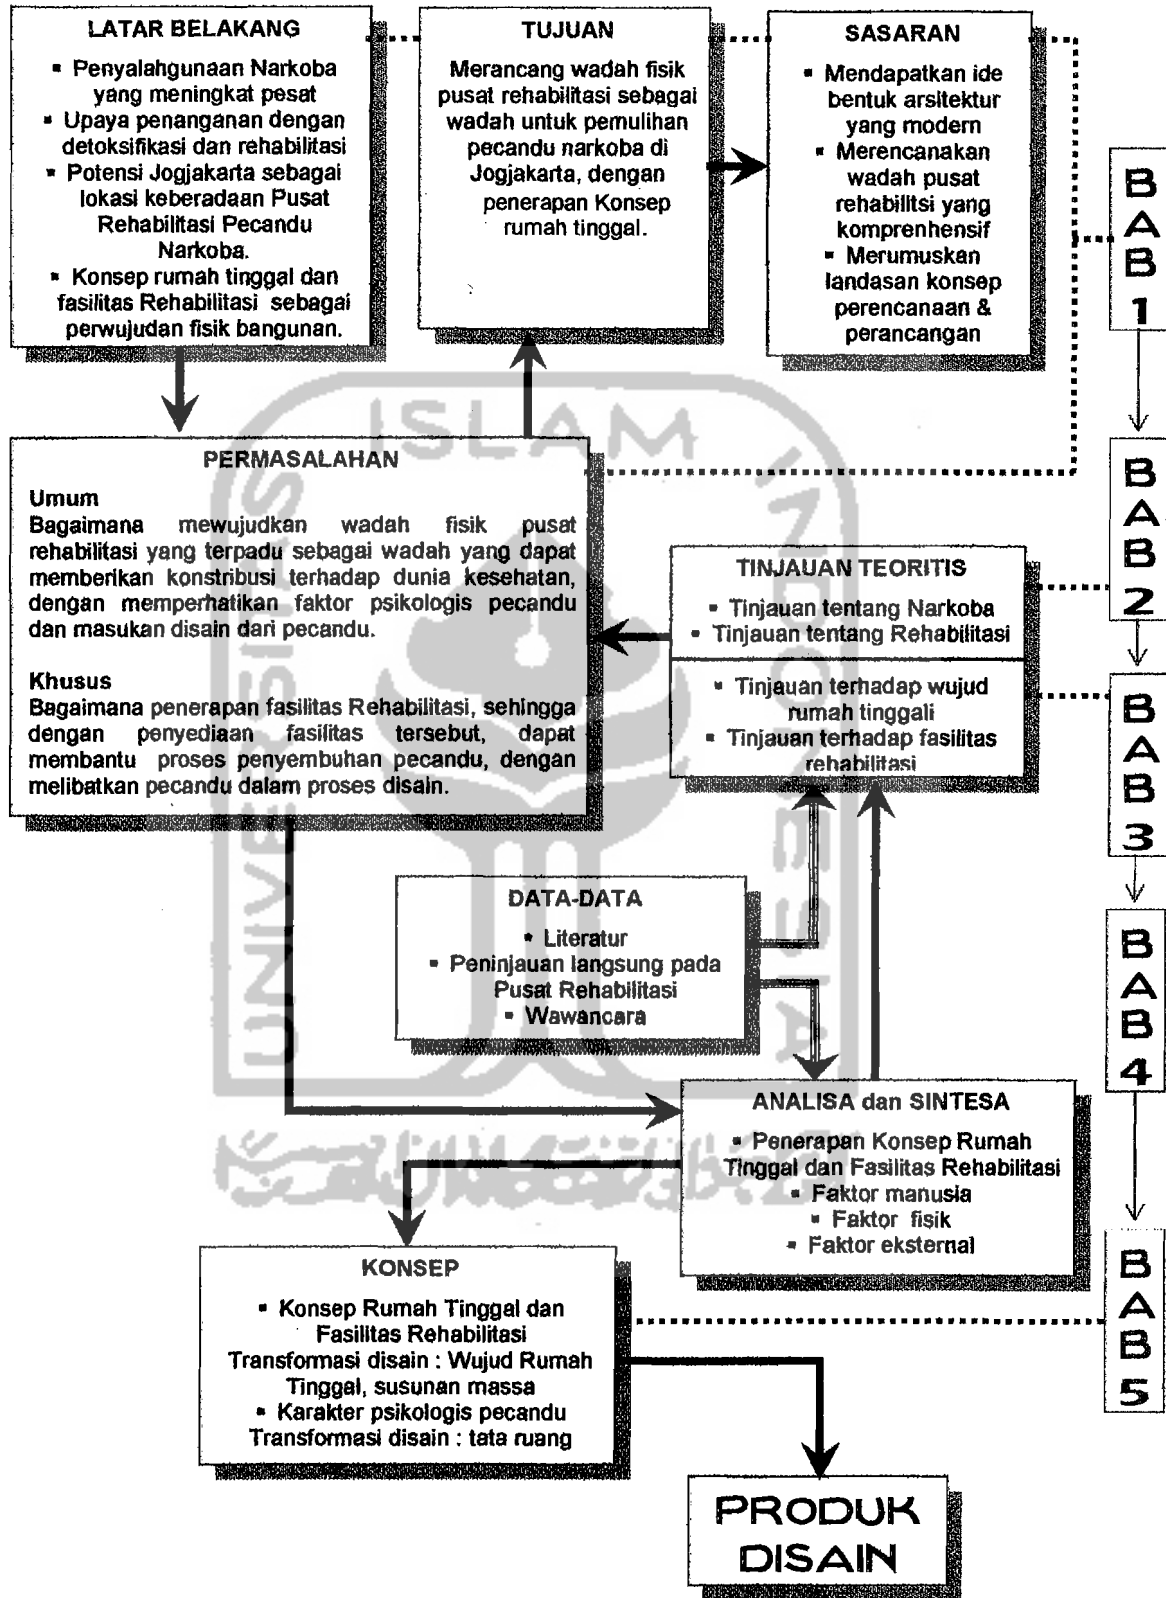 LATAR BELAKANG
▪ Penyalahgunaan Narkoba
yang meningkat pesat
▪ Upaya penanganan dengan
detoksifikasi dan rehabilitasi
▪ Potensi Jogjakarta sebagai
lokasi keberadaan Pusat
Rehabilitasi Pecandu
Narkoba.
▪ Konsep rumah tinggal dan
fasilitas Rehabilitasi sebagai
perwujudan fisik bangunan.
TUJUAN
Merancang wadah fisik
pusat rehabilitasi sebagai
wadah untuk pemulihan
pecandu narkoba di
Jogjakarta, dengan
penerapan Konsep
rumah tinggal.
SASARAN
▪ Mendapatkan ide
bentuk arsitektur
yang modern
▪ Merencanakan
wadah pusat
rehabilitsi yang
komprenhensif
▪ Merumuskan
landasan konsep
perencanaan &
perancangan
BAB 1
PERMASALAHAN
Umum
Bagaimana mewujudkan wadah fisik pusat
rehabilitasi yang terpadu sebagai wadah yang dapat
memberikan konstribusi terhadap dunia kesehatan,
dengan memperhatikan faktor psikologis pecandu
dan masukan disain dari pecandu.
Khusus
Bagaimana penerapan fasilitas Rehabilitasi, sehingga
dengan penyediaan fasilitas tersebut, dapat
membantu proses penyembuhan pecandu, dengan
melibatkan pecandu dalam proses disain.
TINJAUAN TEORITIS
▪ Tinjauan tentang Narkoba
▪ Tinjauan tentang Rehabilitasi
▪ Tinjauan terhadap wujud
rumah tinggali
▪ Tinjauan terhadap fasilitas
rehabilitasi
BAB 2
BAB 3
DATA-DATA
▪ Literatur
▪ Peninjauan langsung pada
Pusat Rehabilitasi
▪ Wawancara
BAB 4
ANALISA dan SINTESA
▪ Penerapan Konsep Rumah
Tinggal dan Fasilitas Rehabilitasi
▪ Faktor manusia
▪ Faktor fisik
▪ Faktor eksternal
KONSEP
▪ Konsep Rumah Tinggal dan
Fasilitas Rehabilitasi
Transformasi disain : Wujud Rumah
Tinggal, susunan massa
▪ Karakter psikologis pecandu
Transformasi disain : tata ruang
BAB 5
PRODUK
DISAIN
UNIVERSITAS
ISLAM
INDONESIA